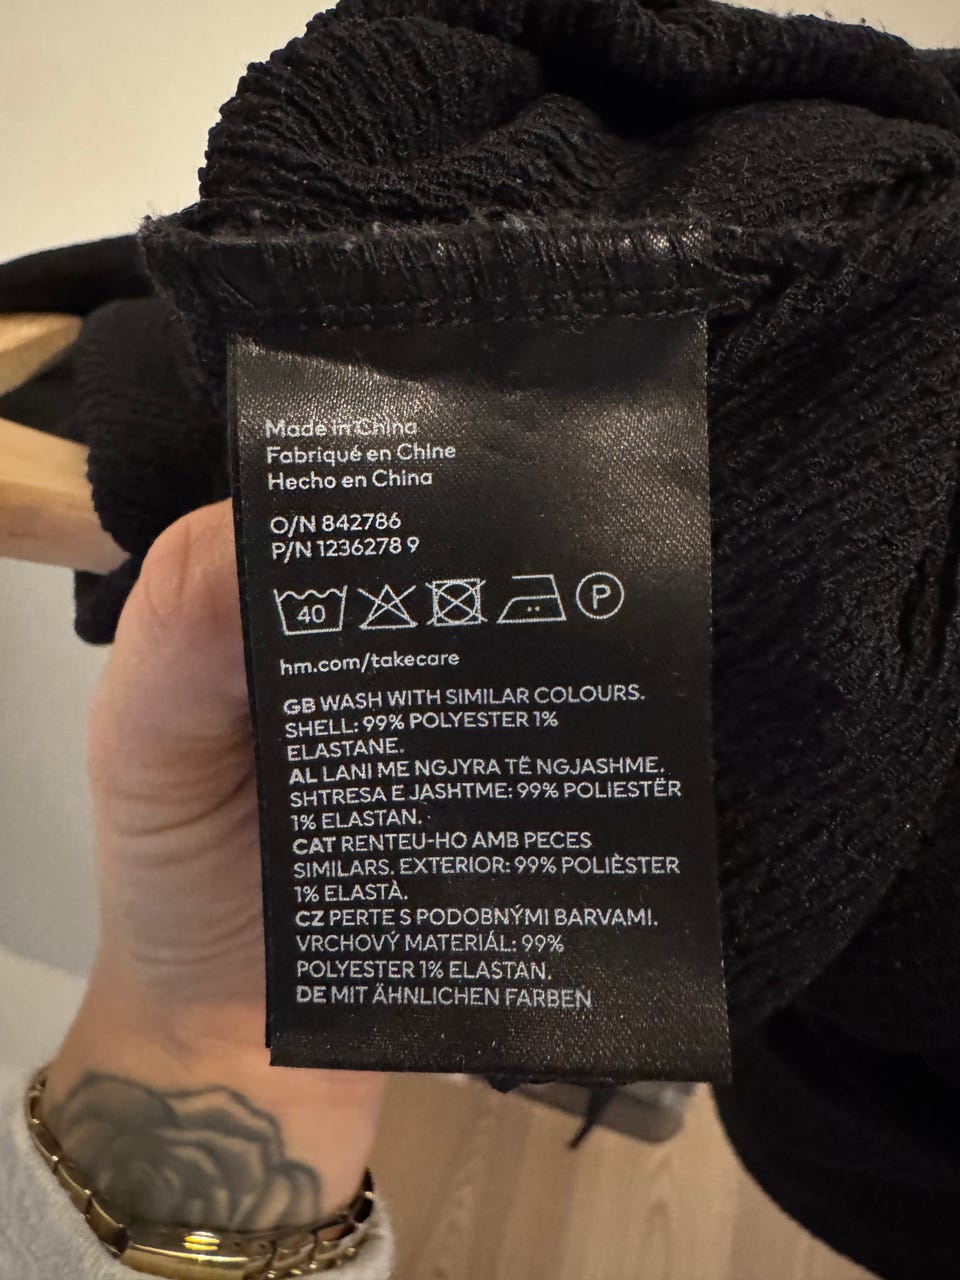 Made in China
Fabriqué en Chine
Hecho en China
O/N 842786
P/N 12362789
40 P
hm.com/takecare
GB WASH WITH SIMILAR COLOURS.
SHELL: 99% POLYESTER 1%
ELASTANE.
AL LANI ME NGJYRA TË NGJASHME.
SHTRESA E JASHTME: 99% POLIESTËR
1% ELASTAN.
CAT RENTEU-HO AMB PECES
SIMILARS. EXTERIOR: 99% POLIÈSTER
1% ELASTÀ.
CZ PERTE S PODOBNÝMI BARVAMI.
VRCHOVÝ MATERIÁL: 99%
POLYESTER 1% ELASTAN.
DE MIT ÄHNLICHEN FARBEN